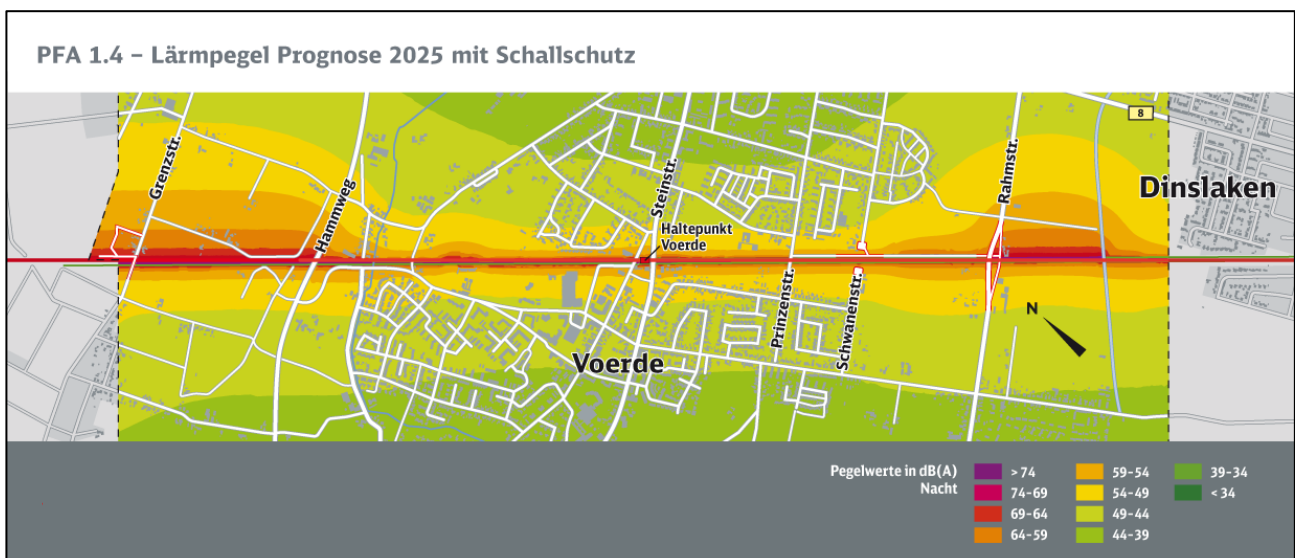 PFA 1.4 – Lärmpegel Prognose 2025 mit Schallschutz
8
Grenzstr.
Hammweg
Steinstr.
Rahmstr.
Dinslaken
Haltepunkt
Voerde
Prinzenstr.
Schwanenstr.
N
Voerde
Pegelwerte in dB(A)
Nacht
> 74
74–69
69–64
64–59
59–54
54–49
49–44
44–39
39–34
< 34